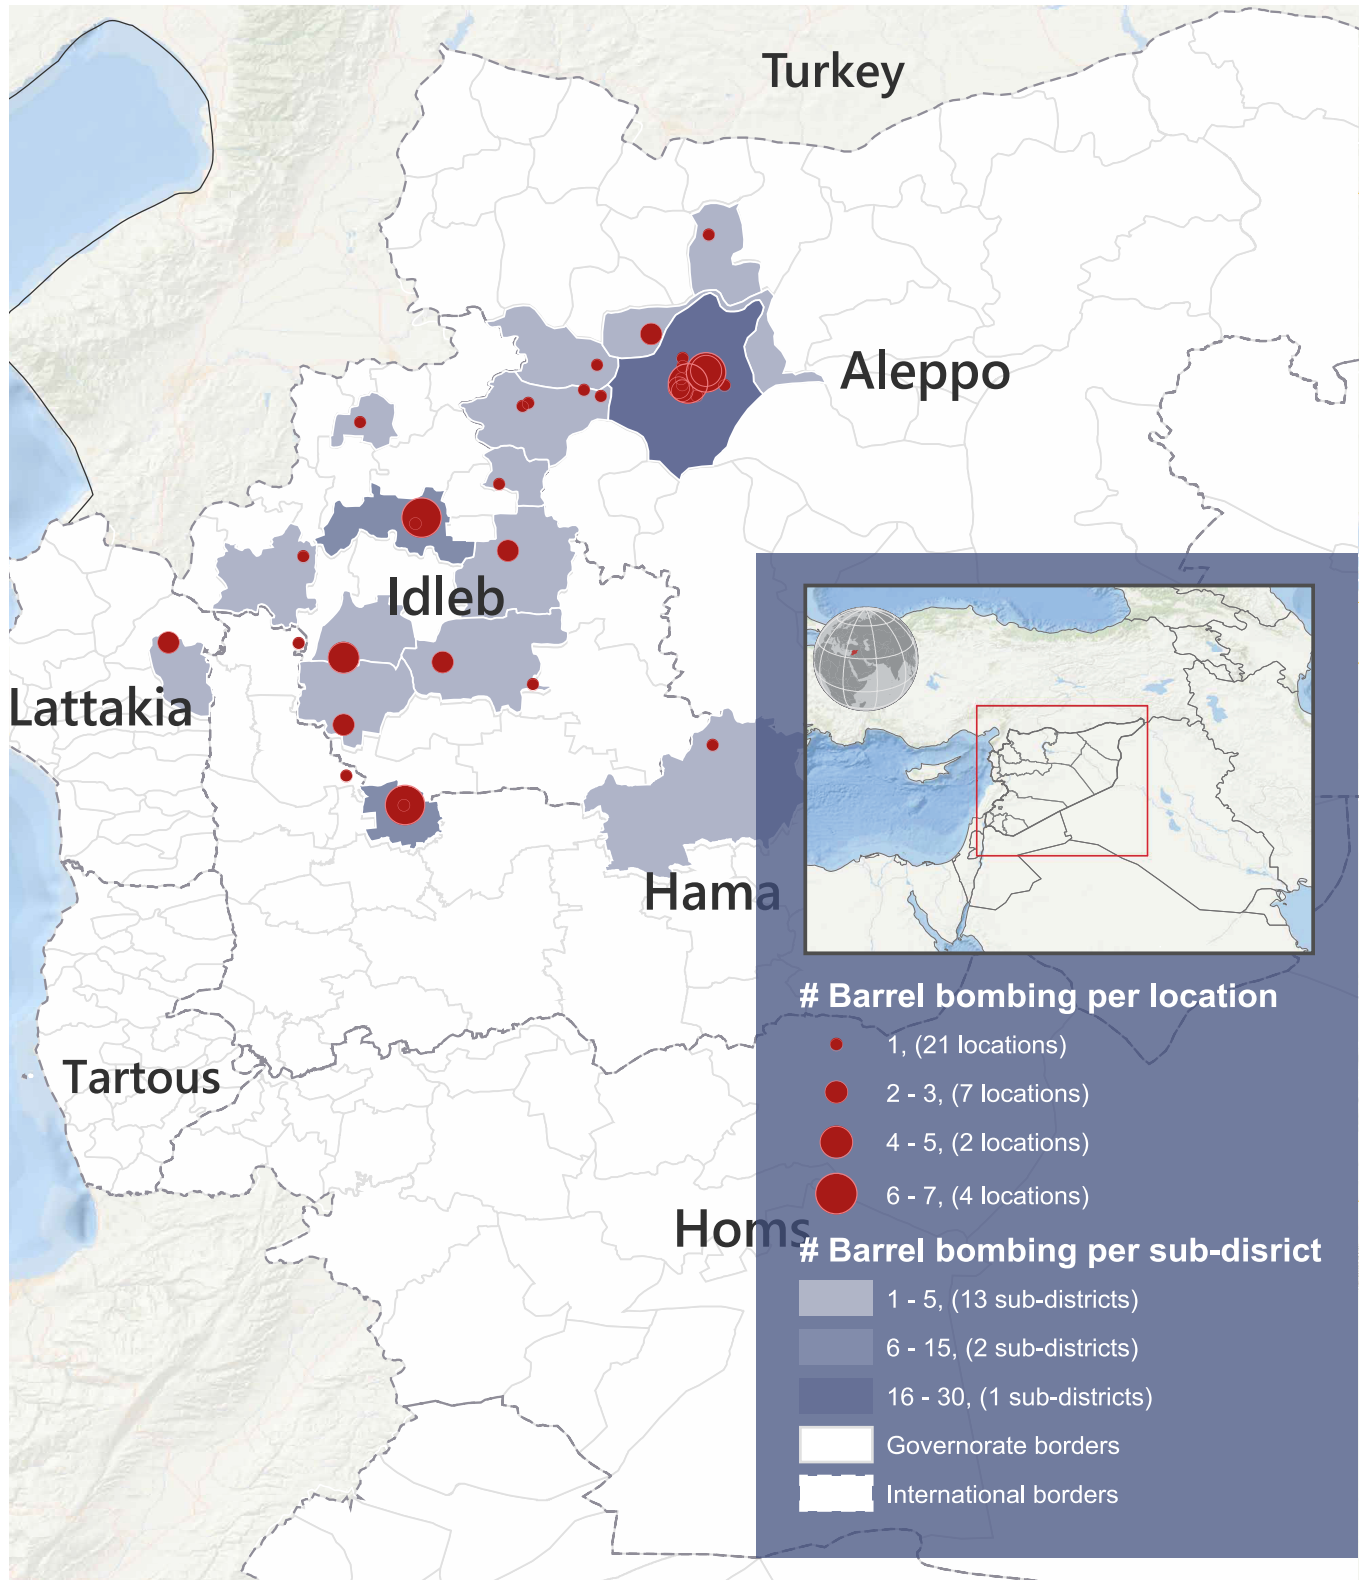 Turkey
Aleppo
Idleb
Lattakia
Hama
Tartous
Homs
# Barrel bombing per location
1, (21 locations)
2 - 3, (7 locations)
4 - 5, (2 locations)
6 - 7, (4 locations)
# Barrel bombing per sub-disrict
1 - 5, (13 sub-districts)
6 - 15, (2 sub-districts)
16 - 30, (1 sub-districts)
Governorate borders
International borders